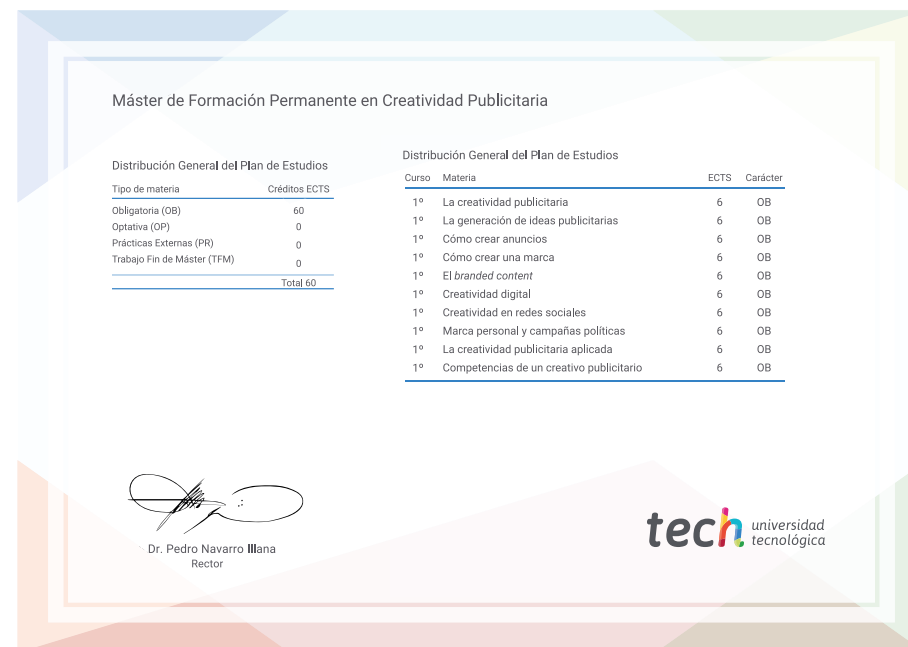 Máster de Formación Permanente en Creatividad Publicitaria
Distribución General del Plan de Estudios
Tipo de materia Créditos ECTS
Obligatoria (OB) 60
Optativa (OP) 0
Prácticas Externas (PR) 0
Trabajo Fin de Máster (TFM) 0
Total 60
Distribución General del Plan de Estudios
Curso Materia ECTS Carácter
1º La creatividad publicitaria 6 OB
1º La generación de ideas publicitarias 6 OB
1º Cómo crear anuncios 6 OB
1º Cómo crear una marca 6 OB
1º El branded content 6 OB
1º Creatividad digital 6 OB
1º Creatividad en redes sociales 6 OB
1º Marca personal y campañas políticas 6 OB
1º La creatividad publicitaria aplicada 6 OB
1º Competencias de un creativo publicitario 6 OB
Dr. Pedro Navarro Illana
Rector
tech universidad
tecnológica